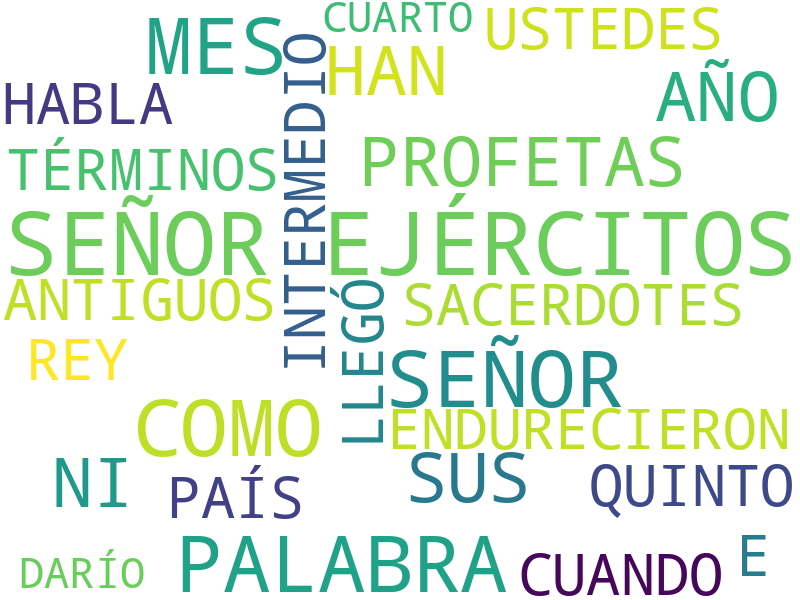 CUARTO
USTEDES
MES
HAN
HABLA
AÑO
INTERMEDIO
TÉRMINOS
PROFETAS
SEÑOR
EJÉRCITOS
ANTIGUOS
LLEGÓ
SACERDOTES
REY
SEÑOR
COMO
ENDURECIERON
NI
PAÍS
SUS
QUINTO
DARÍO
PALABRA
CUANDO
E